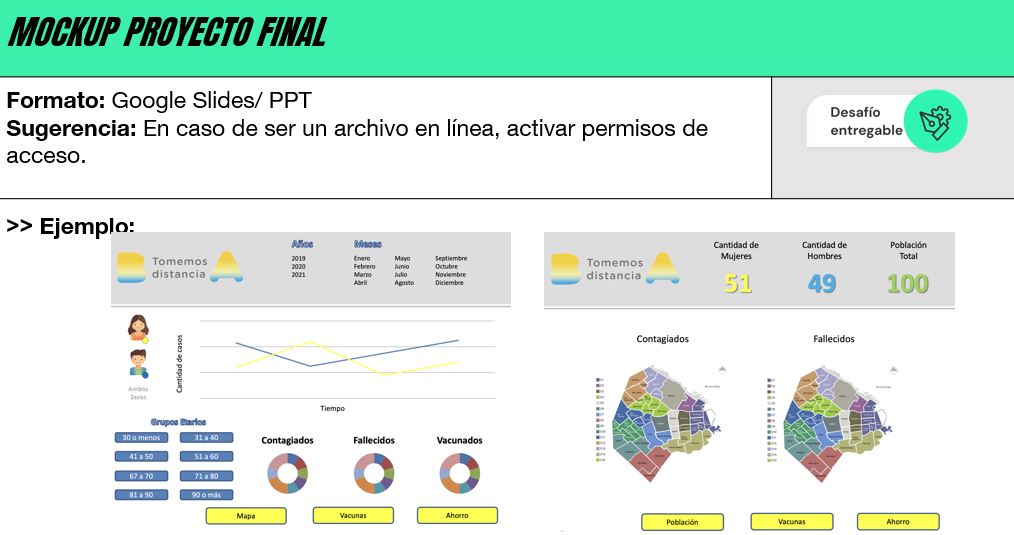 MOCKUP PROYECTO FINAL
Formato: Google Slides/ PPT
Sugerencia: En caso de ser un archivo en línea, activar permisos de
acceso.
Desafío
entregable
>> Ejemplo:
B Tomemos
distancia A
Años
2019
2020
2021
Meses
Enero Mayo Septiembre
Febrero Junio Octubre
Marzo Julio Noviembre
Abril Agosto Diciembre
Cantidad de casos
Tiempo
Ambos
Sexos
Grupos Etarios
30 o menos 31 a 40
41 a 50 51 a 60
67 a 70 71 a 80
81 a 90 90 o más
Contagiados Fallecidos Vacunados
Mapa Vacunas Ahorro
B Tomemos
distancia A
Cantidad de
Mujeres
51
Cantidad de
Hombres
49
Población
Total
100
Contagiados Fallecidos
Población Vacunas Ahorro